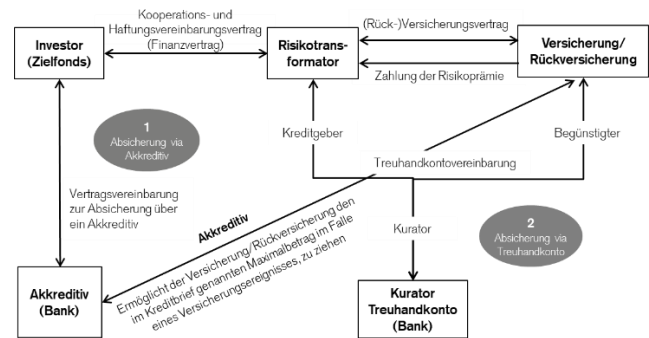 Kooperations- und
Haftungsvereinbarungsvertrag
(Finanzvertrag)
(Rück-)Versicherungsvertrag
Investor
(Zielfonds)
Risikotrans-
formator
Versicherung/
Rückversicherung
Zahlung der Risikoprämie
1
Absicherung via
Akkreditiv
Kreditgeber
Begünstigter
Treuhandkontovereinbarung
Vertragsvereinbarung
zur Absicherung über
ein Akkreditiv
Akkreditiv
Ermöglicht der Versicherung/Rückversicherung den
im Kreditbrief genannten Maximalbetrag im Falle
eines Versicherungsereignisses, zu ziehen
Kurator
2
Absicherung via
Treuhandkonto
Akkreditiv
(Bank)
Kurator
Treuhandkonto
(Bank)